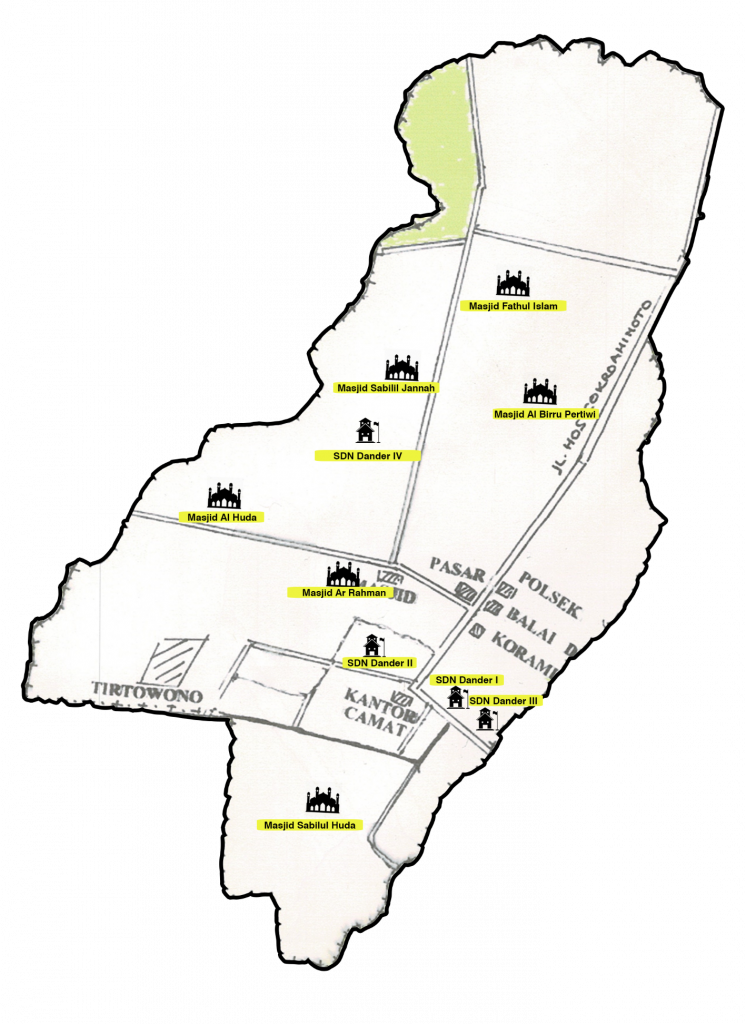 Masjid Fathul Islam
Masjid Sabilil Jannah
Masjid Al Birru Pertiwi
JL. HOS COKROAMINOTO
SDN Dander IV
Masjid Al Huda
PASAR
POLSEK
Masjid Ar Rahman
BALAI D
KORAMI
SDN Dander II
SDN Dander I
TIRTOWONO
KANTOR
CAMAT
SDN Dander III
Masjid Sabilul Huda